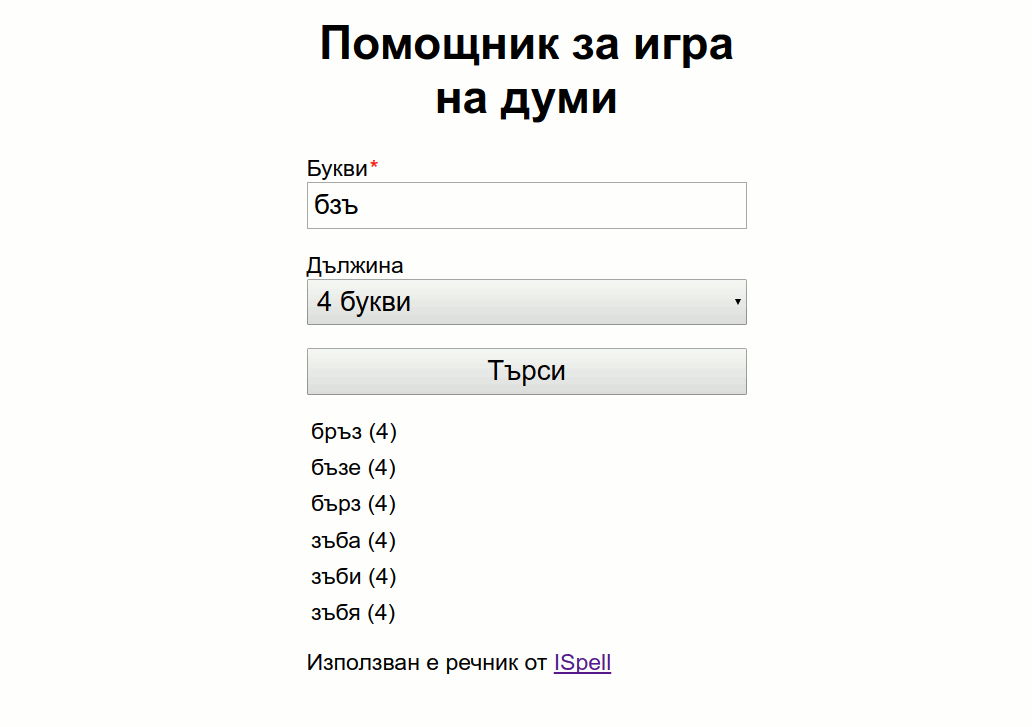 Помощник за игра
на думи
Букви*
бзъ
Дължина
4 букви
Търси
бръз (4)
бъзе (4)
бърз (4)
зъба (4)
зъби (4)
зъбя (4)
Използван е речник от ISpell